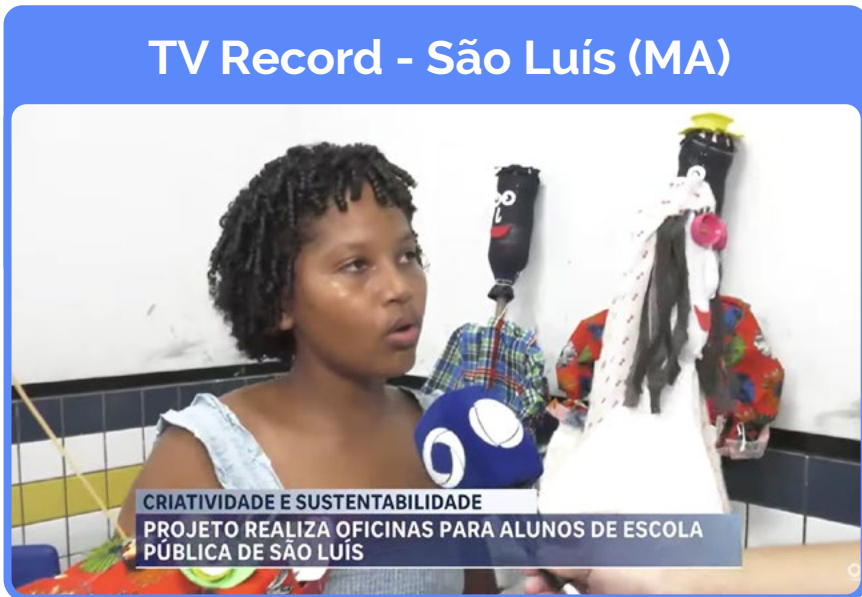 TV Record - São Luís (MA)
CRIATIVIDADE E SUSTENTABILIDADE
PROJETO REALIZA OFICINAS PARA ALUNOS DE ESCOLA
PÚBLICA DE SÃO LUÍS